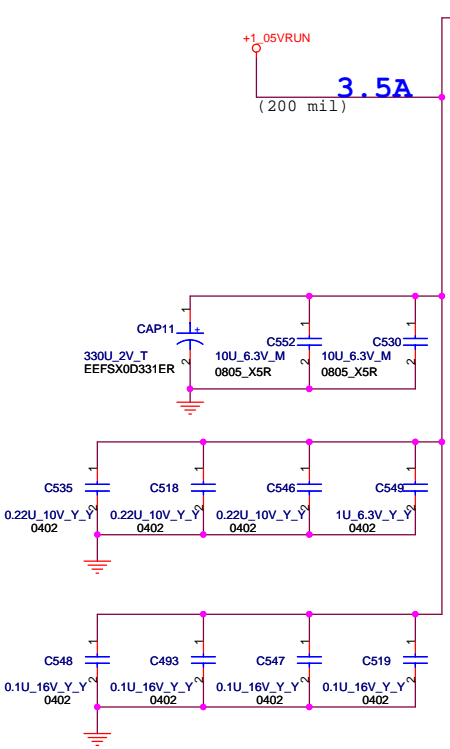 +1_05VRUN
3.5A
(200 mil)
1 1 1
CAP11 + C552 C530
330U_2V_T 2 10U_6.3V_M 2 10U_6.3V_M 2
EEFSX0D331ER 0805_X5R 0805_X5R
1 1 1 1
C535 C518 C546 C549
0.22U_10V_Y_Y 2 0.22U_10V_Y_Y 2 0.22U_10V_Y_Y 2 1U_6.3V_Y_Y 2
0402 0402 0402 0402
1 1 1 1
C548 C493 C547 C519
0.1U_16V_Y_Y 2 0.1U_16V_Y_Y 2 0.1U_16V_Y_Y 2 0.1U_16V_Y_Y 2
0402 0402 0402 0402